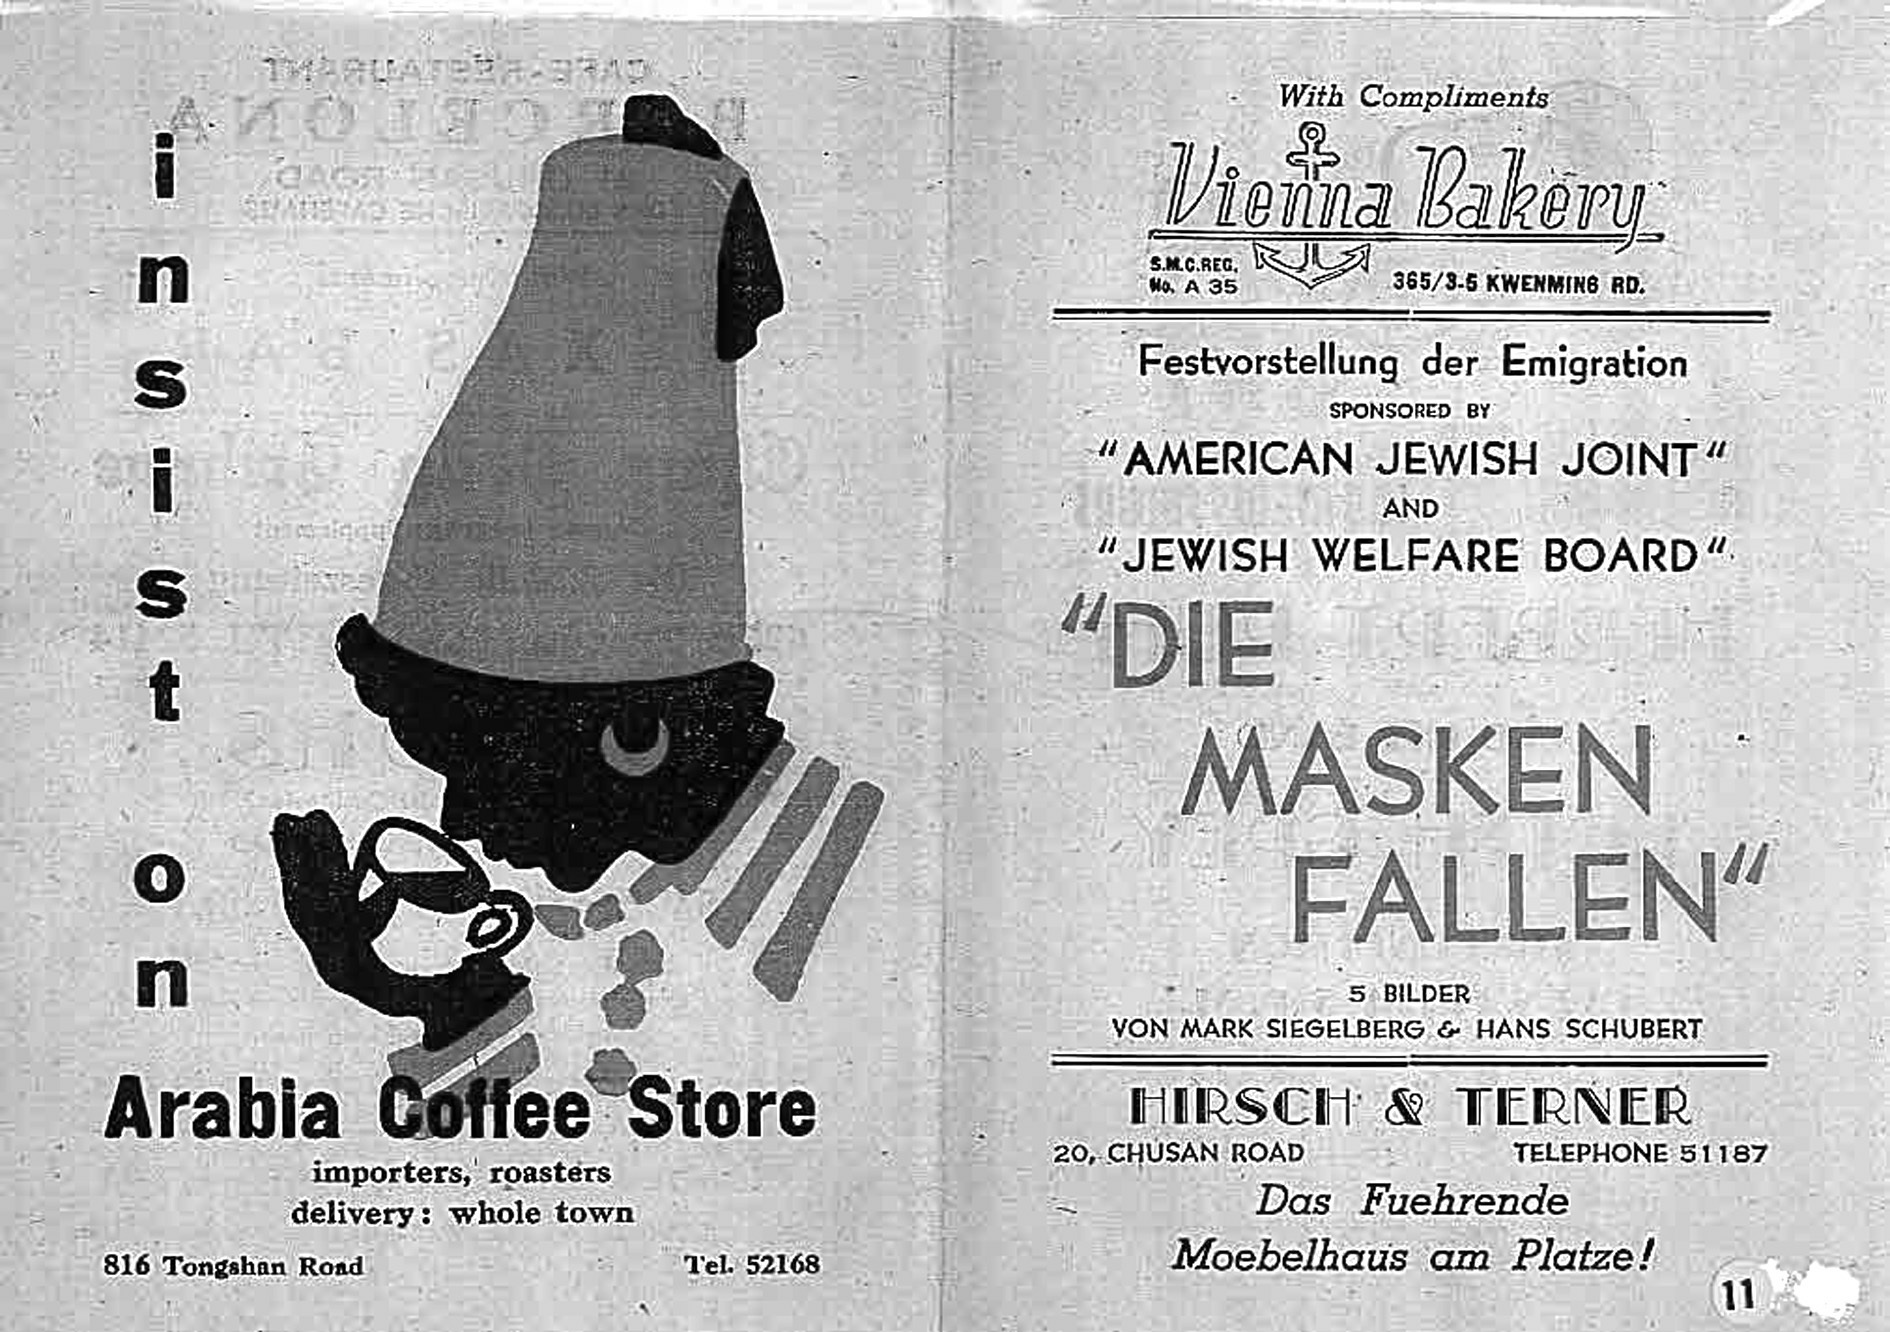 insist on
Arabia Coffee Store
importers, roasters
delivery: whole town
816 Tongshan Road Tel. 52168
With Compliments
Vienna Bakery
S.M.C.REG.
No. A 35
365/3-5 KWENMING RD.
Festvorstellung der Emigration
SPONSORED BY
"AMERICAN JEWISH JOINT"
AND
"JEWISH WELFARE BOARD"
"DIE
MASKEN
FALLEN"
5 BILDER
VON MARK SIEGELBERG & HANS SCHUBERT
HIRSCH & TERNER
20, CHUSAN ROAD TELEPHONE 51187
Das Fuehrende
Moebelhaus am Platze!
11